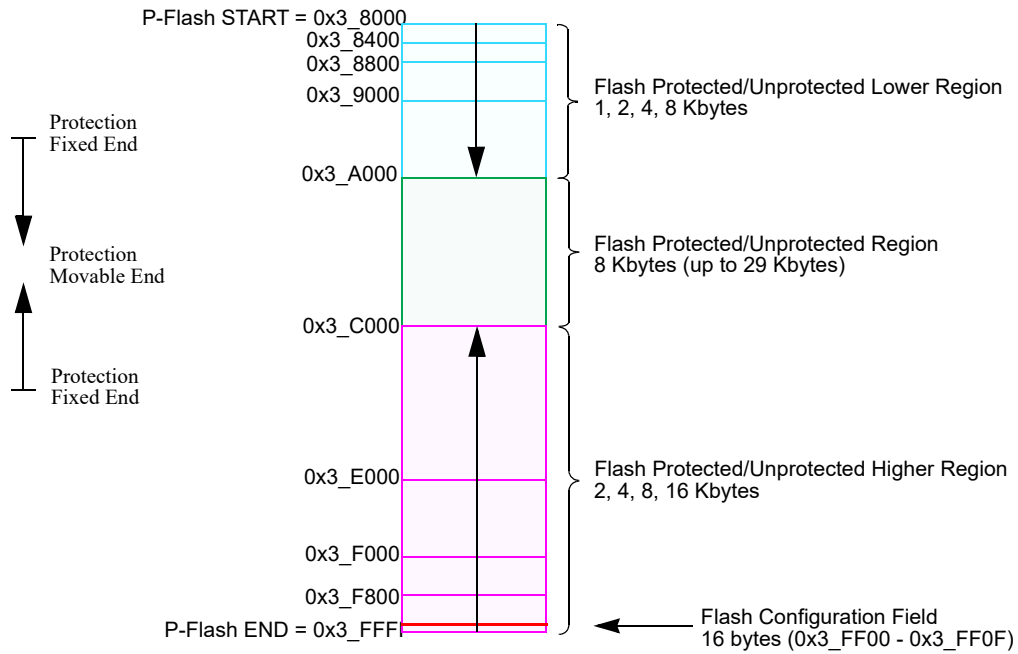 P-Flash START = 0x3_8000
0x3_8400
0x3_8800
0x3_9000
Flash Protected/Unprotected Lower Region
1, 2, 4, 8 Kbytes
Protection
Fixed End
0x3_A000
Protection
Movable End
Flash Protected/Unprotected Region
8 Kbytes (up to 29 Kbytes)
0x3_C000
Protection
Fixed End
0x3_E000
Flash Protected/Unprotected Higher Region
2, 4, 8, 16 Kbytes
0x3_F000
0x3_F800
P-Flash END = 0x3_FFF
Flash Configuration Field
16 bytes (0x3_FF00 - 0x3_FF0F)